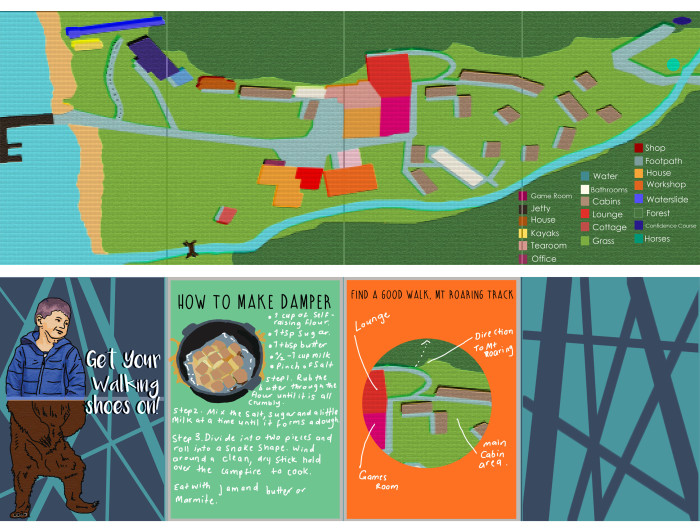 Game Room
Jetty
House
Kayaks
Tearoom
Office
Water
Bathrooms
Cabins
Lounge
Cottage
Grass
Shop
Footpath
House
Workshop
Waterslide
Forest
Confidence Course
Horses
Get Your
Walking
shoes on!
HOW TO MAKE DAMPER
• 1 cup of Self-
raising flour.
• 1 tsp sugar.
• 1 tbsp butter
• ½ - 1 cup milk
• Pinch of Salt
Step 1. Rub the
butter through the
flour until it is all
crumbly.
Step 2. Mix the Salt, Sugar and a little
milk at a time until it forms a dough
Step 3. Divide into two pieces and
roll into a Snake Shape. Wind
around a clean, dry stick hold
over the campfire to cook.
Eat with jam and butter or
Marmite.
FIND A GOOD WALK, MT ROARING TRACK
Lounge
Direction
To Mt
Roaring
main
Cabin
area.
Games
Room